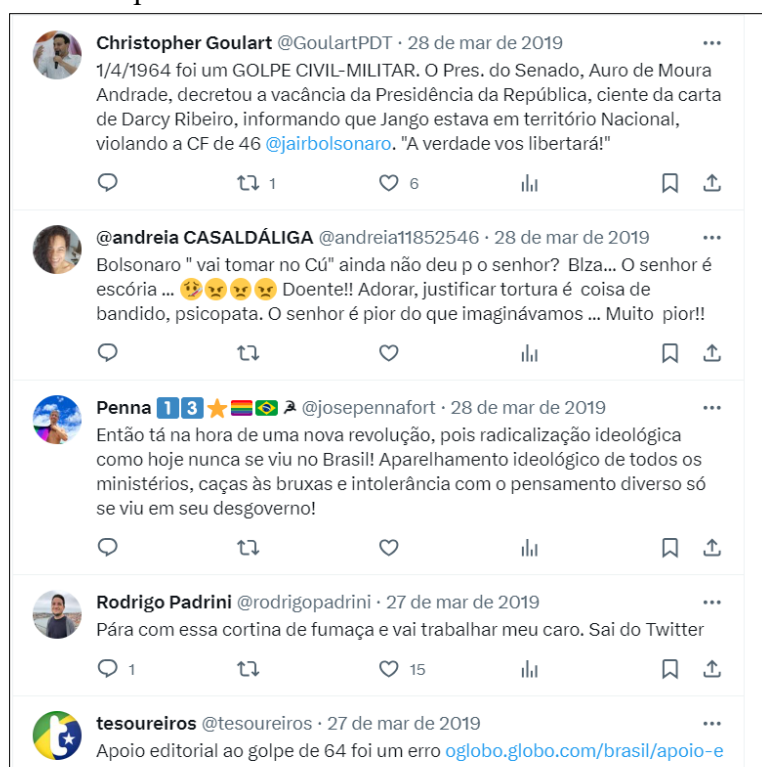 Christopher Goulart @GoulartPDT · 28 de mar de 2019
1/4/1964 foi um GOLPE CIVIL-MILITAR. O Pres. do Senado, Auro de Moura
Andrade, decretou a vacância da Presidência da República, ciente da carta
de Darcy Ribeiro, informando que Jango estava em território Nacional,
violando a CF de 46 @jairbolsonaro. "A verdade vos libertará!"
1 6
@andreia CASALDÁLIGA @andreia11852546 · 28 de mar de 2019
Bolsonaro " vai tomar no Cú" ainda não deu p o senhor? Blza... O senhor é
escória ... 🤒😠😠😠 Doente!! Adorar, justificar tortura é coisa de
bandido, psicopata. O senhor é pior do que imaginávamos ... Muito pior!!
Penna 1️⃣3️⃣⭐🏳️‍🌈🇧🇷☭ @josepennafort · 28 de mar de 2019
Então tá na hora de uma nova revolução, pois radicalização ideológica
como hoje nunca se viu no Brasil! Aparelhamento ideológico de todos os
ministérios, caças às bruxas e intolerância com o pensamento diverso só
se viu em seu desgoverno!
Rodrigo Padrini @rodrigopadrini · 27 de mar de 2019
Pára com essa cortina de fumaça e vai trabalhar meu caro. Sai do Twitter
1 15
tesoureiros @tesoureiros · 27 de mar de 2019
Apoio editorial ao golpe de 64 foi um erro oglobo.globo.com/brasil/apoio-e